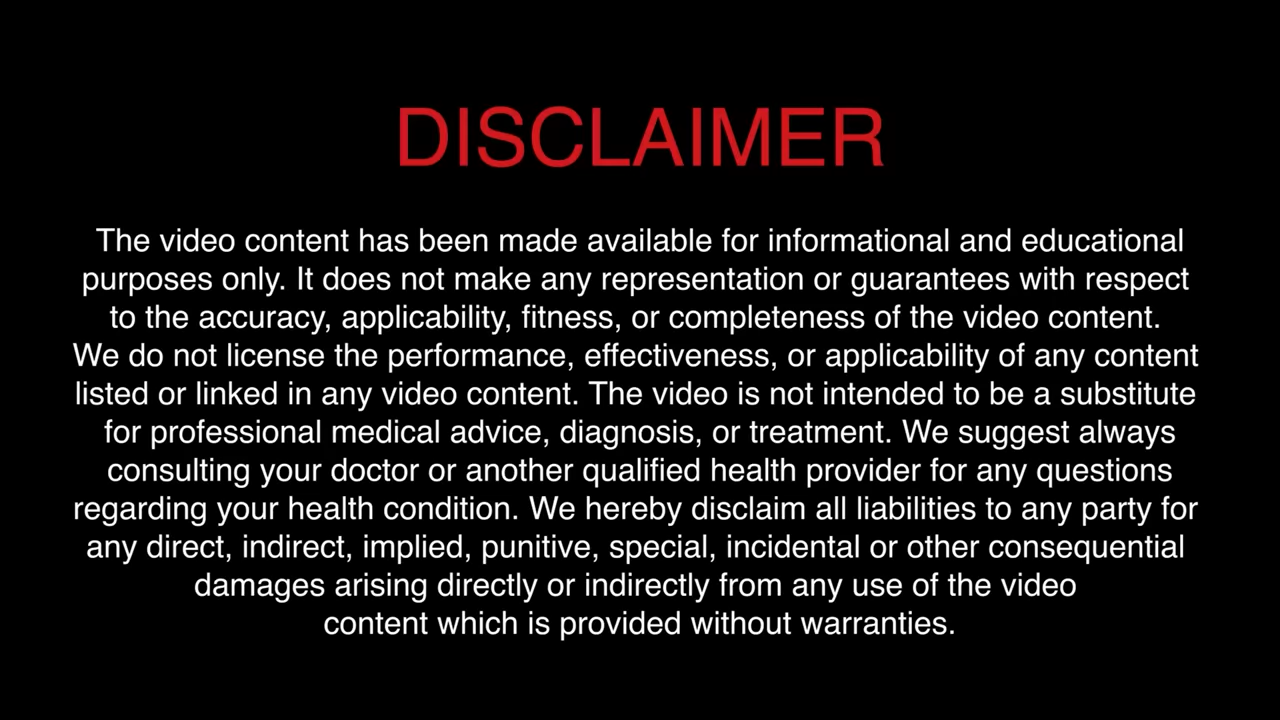 DISCLAIMER
The video content has been made available for informational and educational
purposes only. It does not make any representation or guarantees with respect
to the accuracy, applicability, fitness, or completeness of the video content.
We do not license the performance, effectiveness, or applicability of any content
listed or linked in any video content. The video is not intended to be a substitute
for professional medical advice, diagnosis, or treatment. We suggest always
consulting your doctor or another qualified health provider for any questions
regarding your health condition. We hereby disclaim all liabilities to any party for
any direct, indirect, implied, punitive, special, incidental or other consequential
damages arising directly or indirectly from any use of the video
content which is provided without warranties.